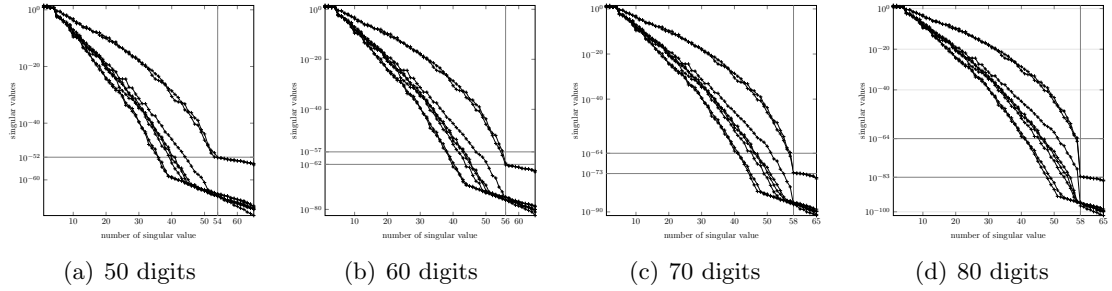 10^0
10^-20
10^-40
10^-52
10^-60
singular values
10 20 30 40 50 54 60
number of singular value
(a) 50 digits
10^0
10^-20
10^-40
10^-57
10^-62
10^-80
singular values
10 20 30 40 50 56 60
number of singular value
(b) 60 digits
10^0
10^-20
10^-40
10^-64
10^-73
10^-90
singular values
1 10 20 30 40 50 58 65
number of singular value
(c) 70 digits
10^0
10^-20
10^-40
10^-64
10^-83
10^-100
singular values
1 10 20 30 40 50 58 65
number of singular value
(d) 80 digits